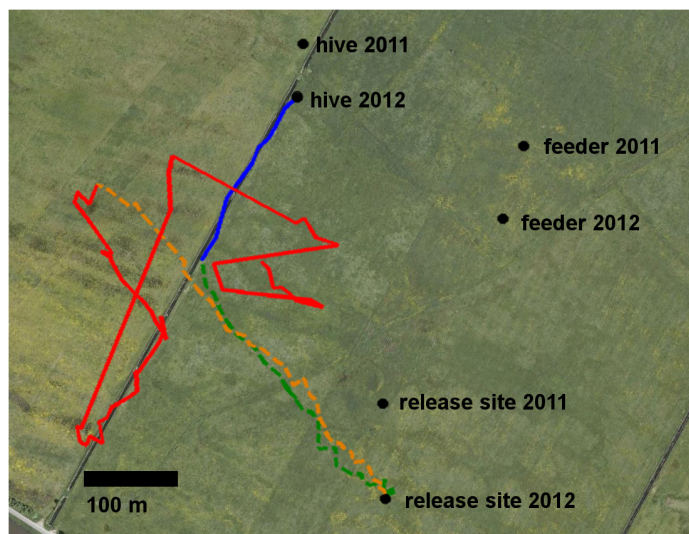 hive 2011
hive 2012
feeder 2011
feeder 2012
release site 2011
release site 2012
100 m